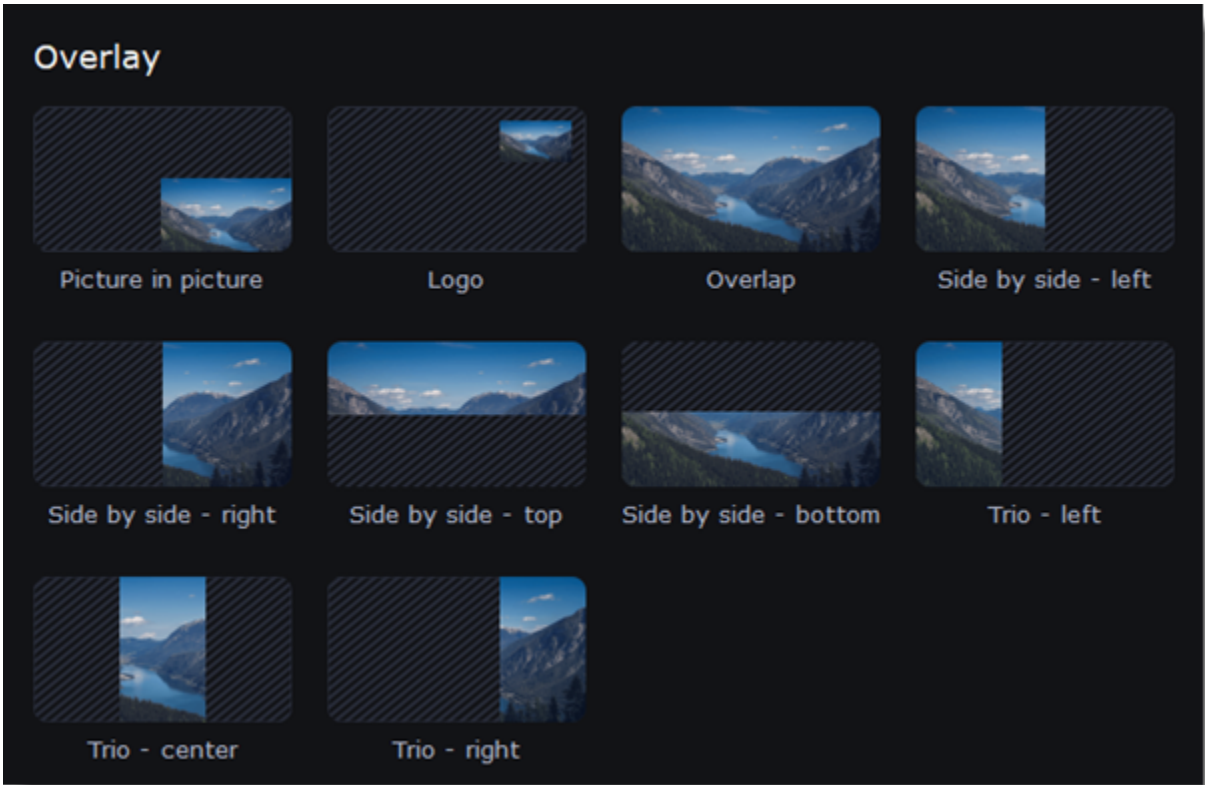 Overlay
Picture in picture
Logo
Overlap
Side by side - left
Side by side - right
Side by side - top
Side by side - bottom
Trio - left
Trio - center
Trio - right